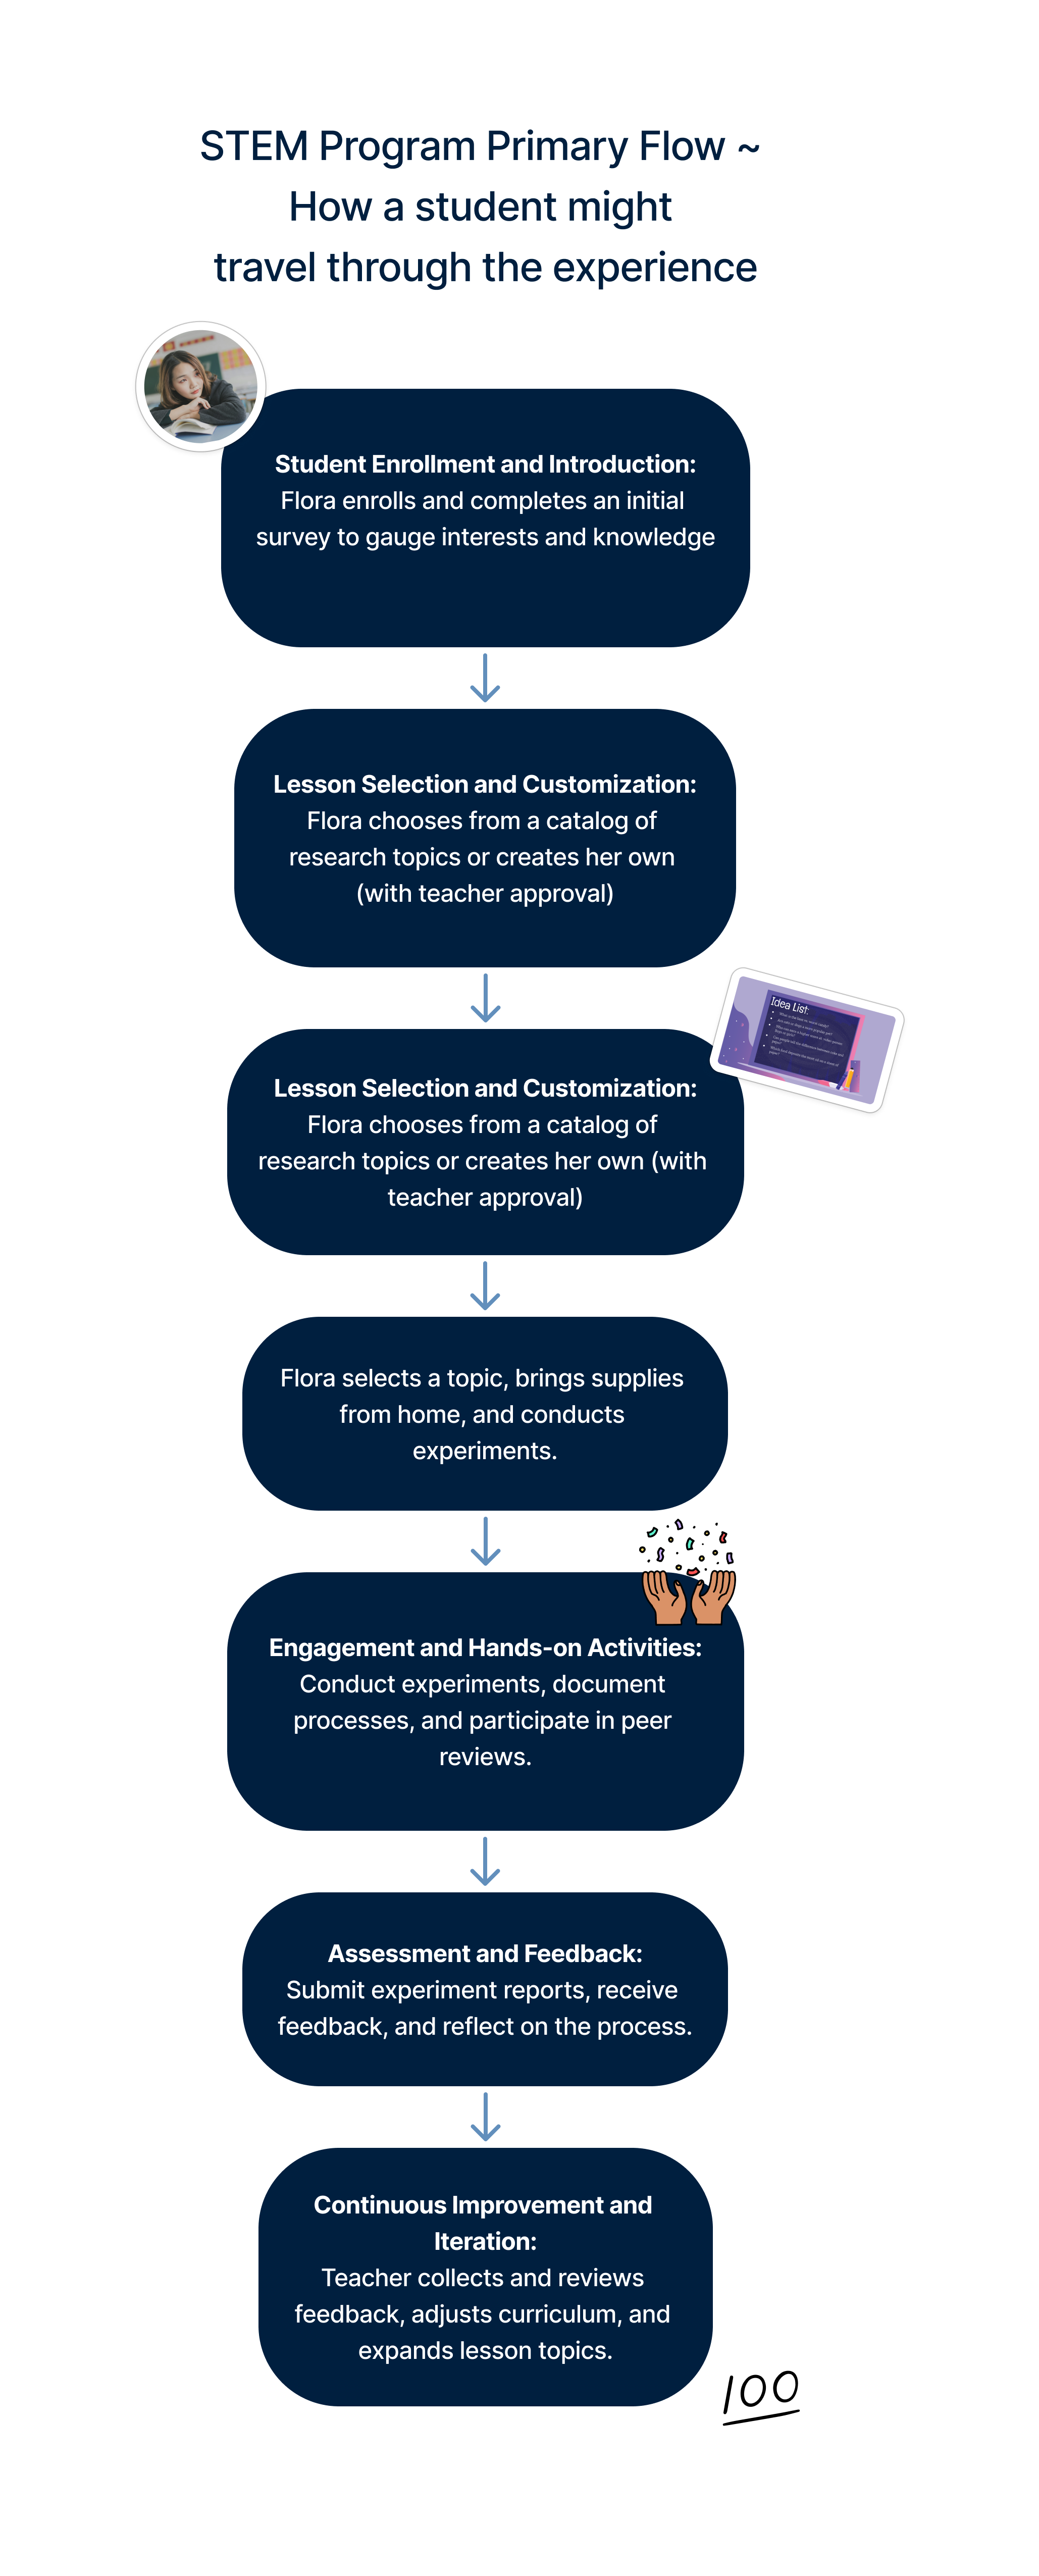 STEM Program Primary Flow ~
How a student might
travel through the experience
Student Enrollment and Introduction:
Flora enrolls and completes an initial
survey to gauge interests and knowledge
Lesson Selection and Customization:
Flora chooses from a catalog of
research topics or creates her own
(with teacher approval)
Idea List:
Lesson Selection and Customization:
Flora chooses from a catalog of
research topics or creates her own (with
teacher approval)
Flora selects a topic, brings supplies
from home, and conducts
experiments.
Engagement and Hands-on Activities:
Conduct experiments, document
processes, and participate in peer
reviews.
Assessment and Feedback:
Submit experiment reports, receive
feedback, and reflect on the process.
Continuous Improvement and
Iteration:
Teacher collects and reviews
feedback, adjusts curriculum, and
expands lesson topics.
100